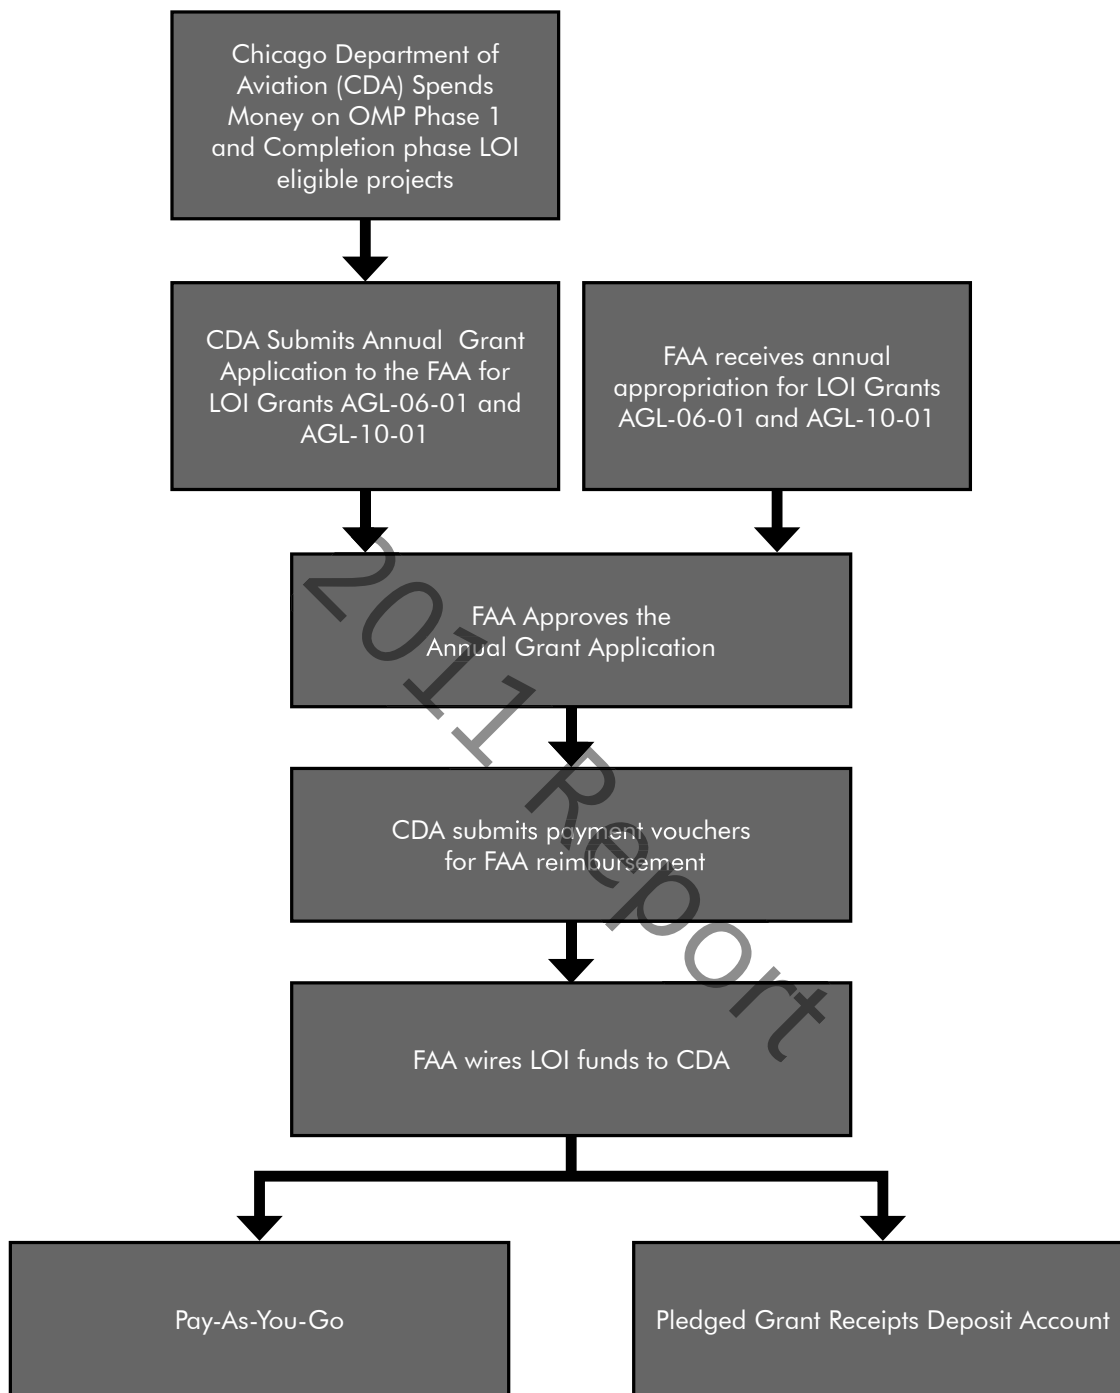 Chicago Department of
Aviation (CDA) Spends
Money on OMP Phase 1
and Completion phase LOI
eligible projects
CDA Submits Annual Grant
Application to the FAA for
LOI Grants AGL-06-01 and
AGL-10-01
FAA receives annual
appropriation for LOI Grants
AGL-06-01 and AGL-10-01
FAA Approves the
Annual Grant Application
2011 Report
CDA submits payment vouchers
for FAA reimbursement
FAA wires LOI funds to CDA
Pay-As-You-Go
Pledged Grant Receipts Deposit Account